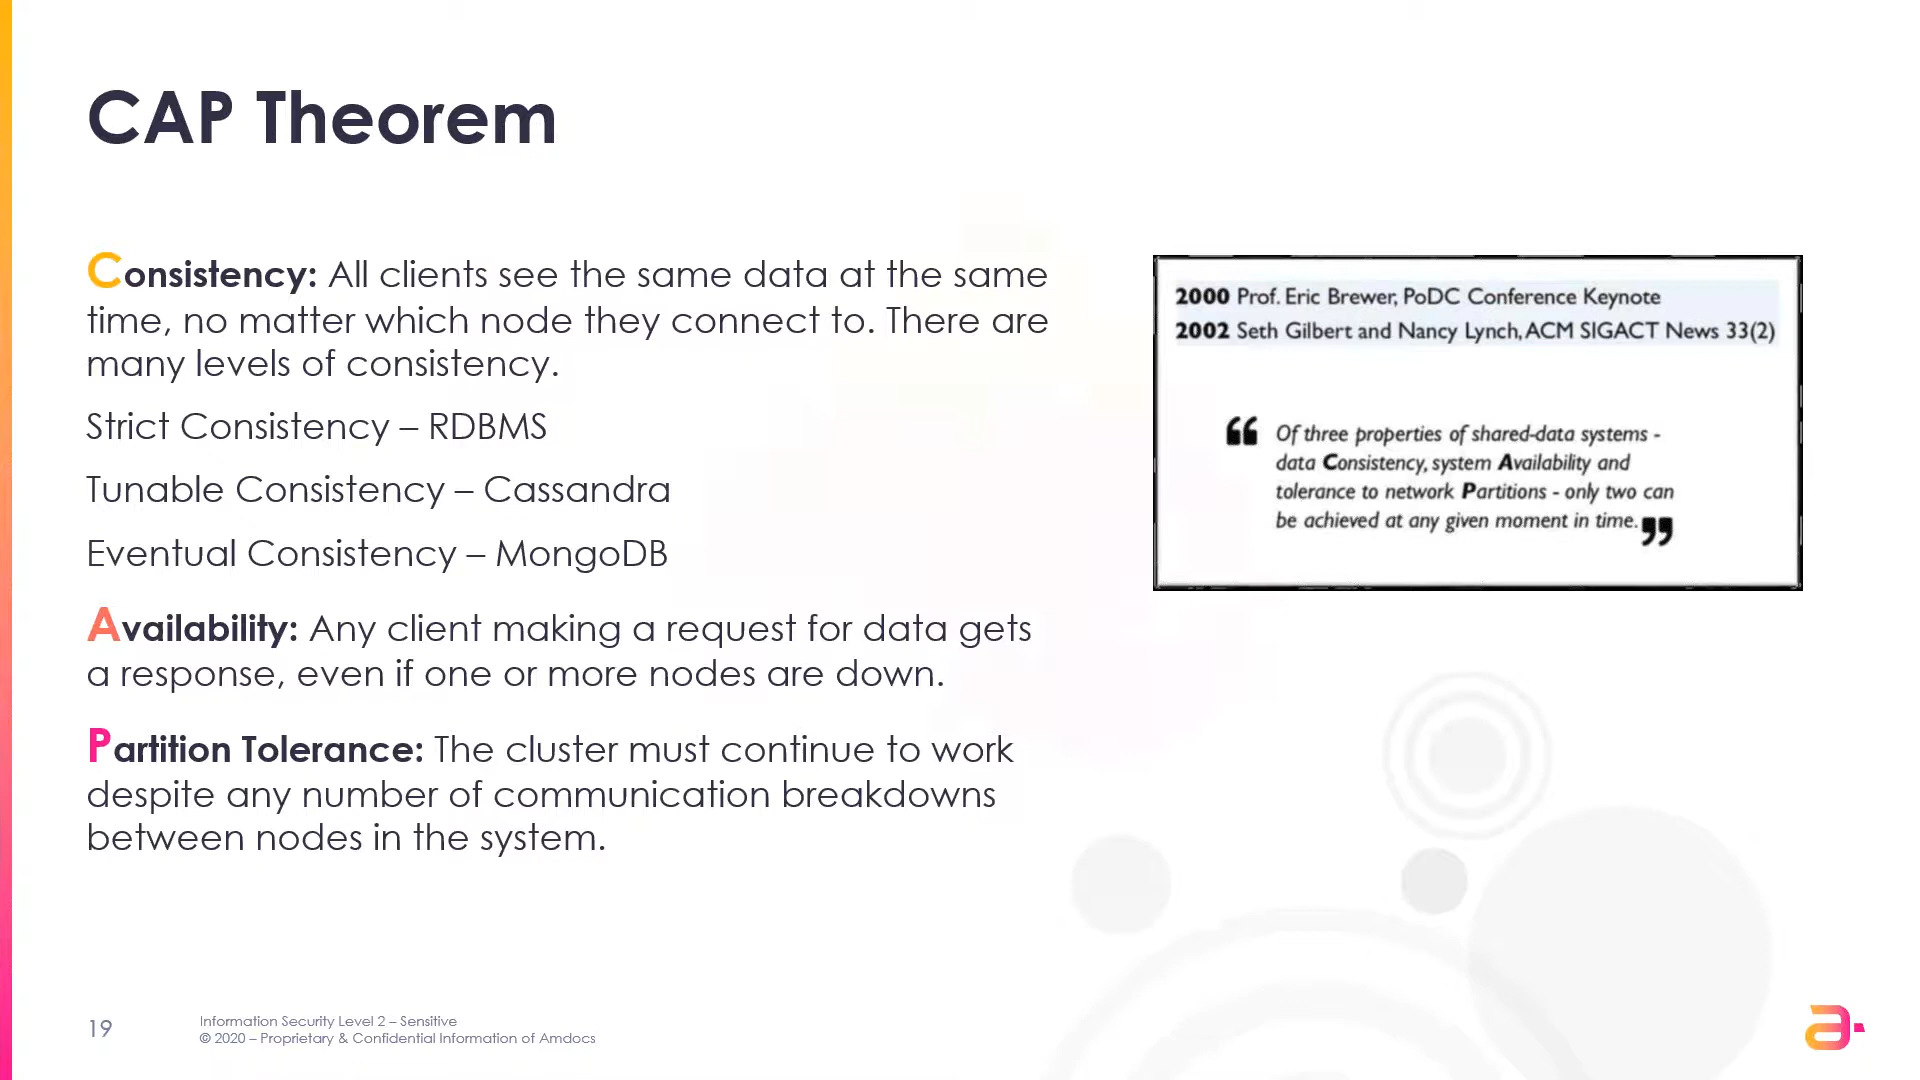 CAP Theorem
Consistency: All clients see the same data at the same
time, no matter which node they connect to. There are
many levels of consistency.
Strict Consistency – RDBMS
Tunable Consistency – Cassandra
Eventual Consistency – MongoDB
Availability: Any client making a request for data gets
a response, even if one or more nodes are down.
Partition Tolerance: The cluster must continue to work
despite any number of communication breakdowns
between nodes in the system.
2000 Prof. Eric Brewer, PoDC Conference Keynote
2002 Seth Gilbert and Nancy Lynch, ACM SIGACT News 33(2)
“ Of three properties of shared-data systems -
data Consistency, system Availability and
tolerance to network Partitions - only two can
be achieved at any given moment in time. ”
19
Information Security Level 2 – Sensitive
© 2020 – Proprietary & Confidential Information of Amdocs